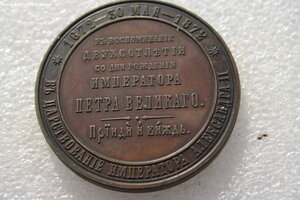 * 1672 - 30 МАЯ - 1872 *
ВЪ ВОСПОМИНАНІЕ
ДВУХСОТЛѢТІЯ
СО ДНЯ РОЖДЕНІЯ
ИМПЕРАТОРА
ПЕТРА ВЕЛИКАГО.
Пріиди и виждь.
ВЪ ЦАРСТВОВАНІЕ ИМПЕРАТОРА АЛЕКСАНДРА II